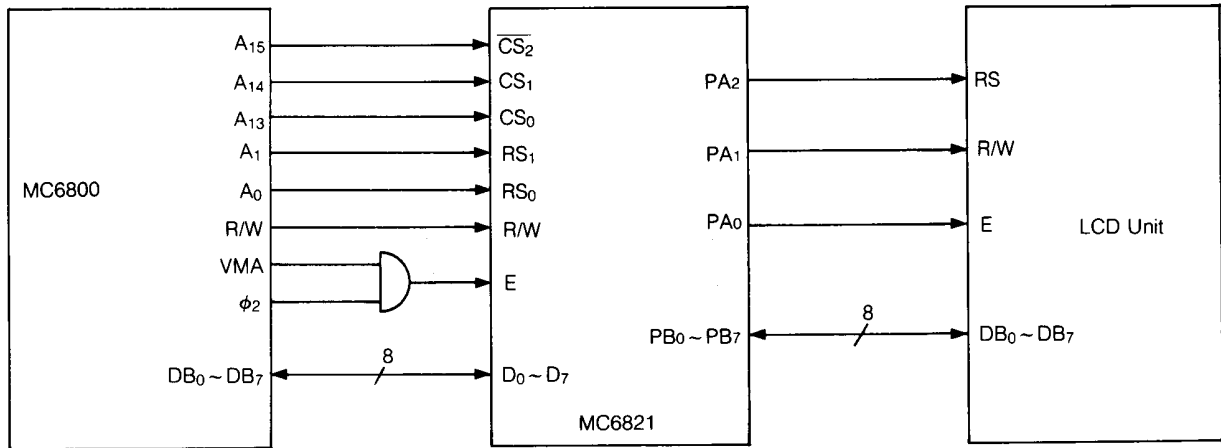 MC6800
A₁₅
A₁₄
A₁₃
A₁
A₀
R/W
VMA
ϕ₂
DB₀~DB₇
8
C̅S̅₂̅
CS₁
CS₀
RS₁
RS₀
R/W
E
D₀~D₇
MC6821
PA₂
PA₁
PA₀
PB₀~PB₇
8
RS
R/W
E
DB₀~DB₇
LCD Unit